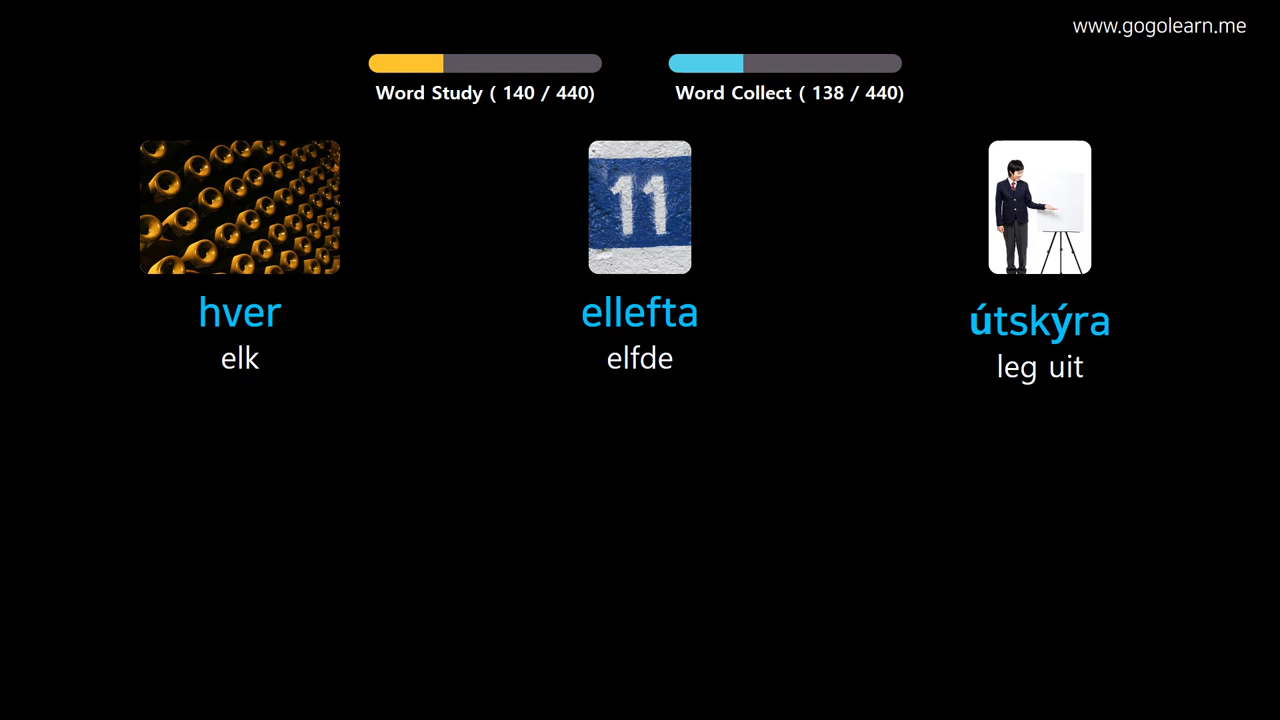 www.gogolearn.me
Word Study ( 140 / 440)
Word Collect ( 138 / 440)
11
hver
ellefta
útskýra
elk
elfde
leg uit